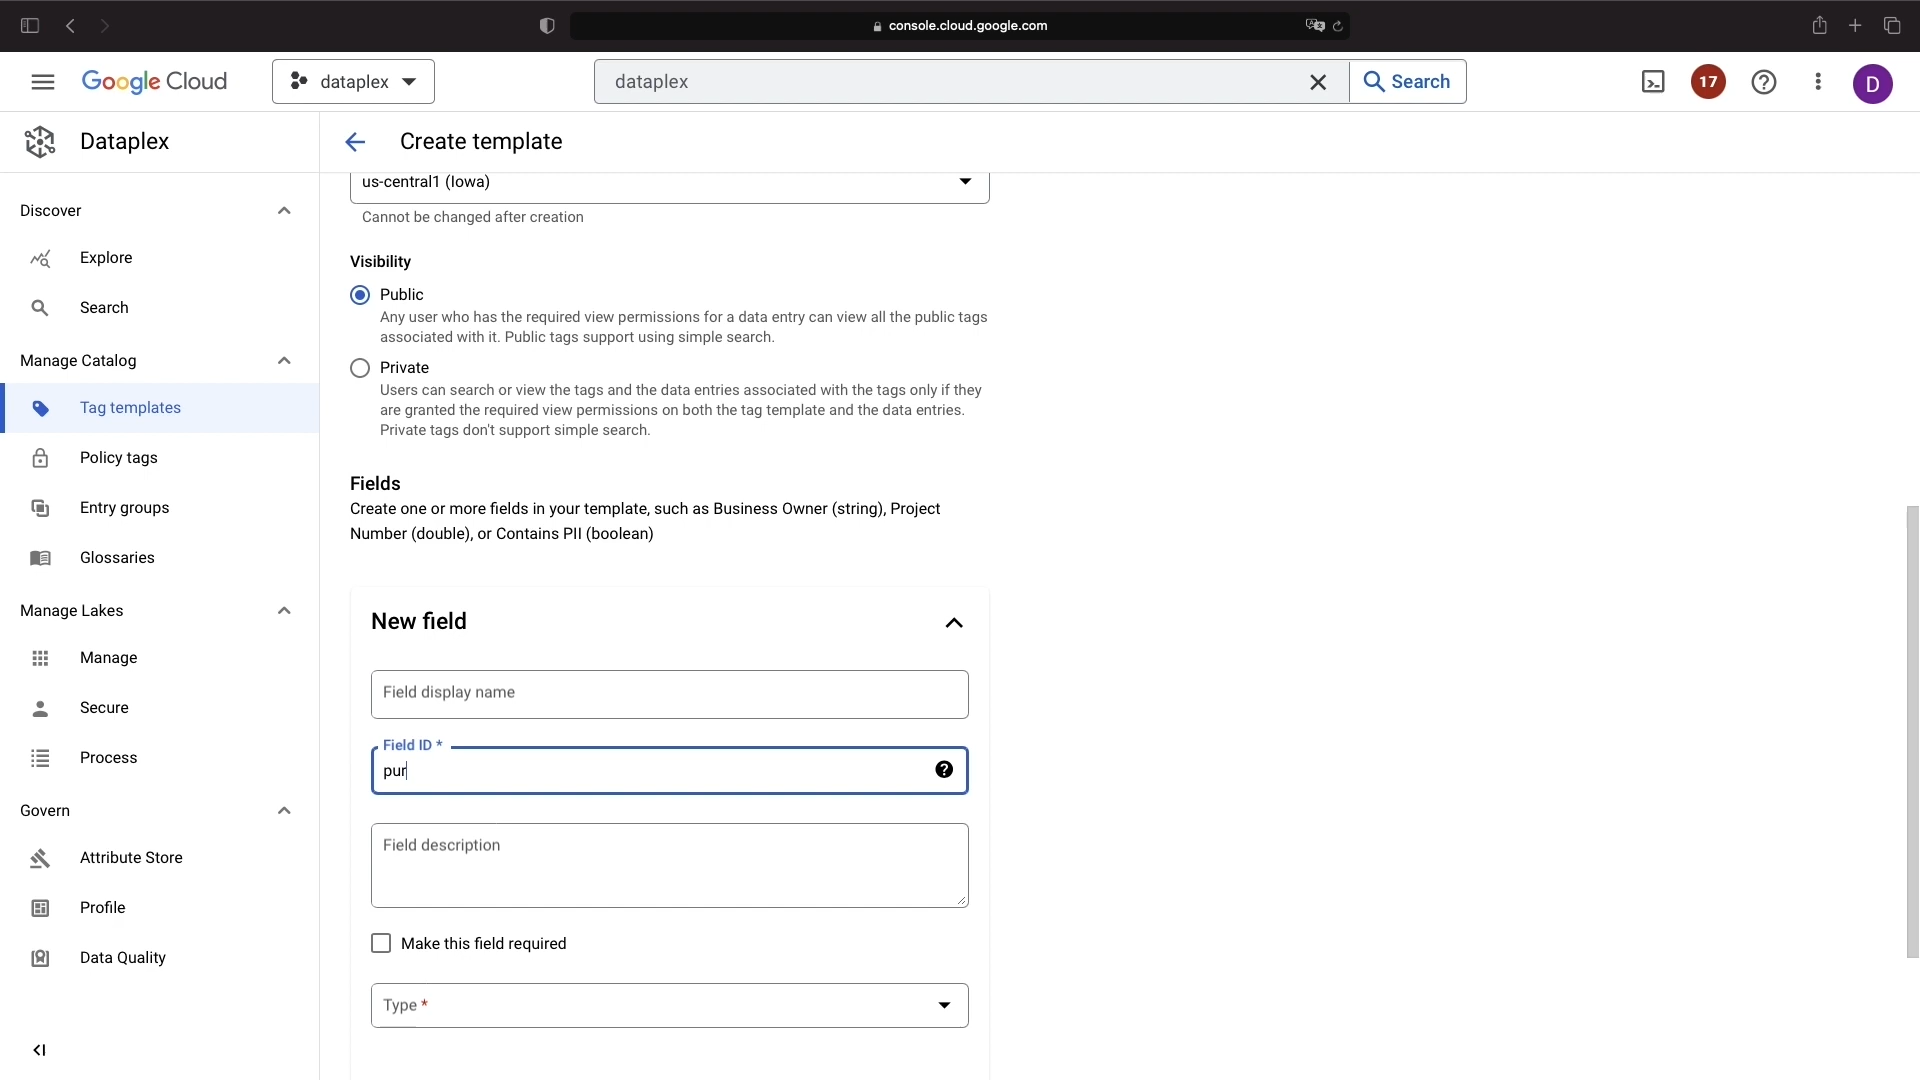 console.cloud.google.com
Google Cloud
dataplex
dataplex
Search
17
D
Dataplex
Create template
Discover
Explore
Search
Manage Catalog
Tag templates
Policy tags
Entry groups
Glossaries
Manage Lakes
Manage
Secure
Process
Govern
Attribute Store
Profile
Data Quality
us-central1 (Iowa)
Cannot be changed after creation
Visibility
Public
Any user who has the required view permissions for a data entry can view all the public tags
associated with it. Public tags support using simple search.
Private
Users can search or view the tags and the data entries associated with the tags only if they
are granted the required view permissions on both the tag template and the data entries.
Private tags don't support simple search.
Fields
Create one or more fields in your template, such as Business Owner (string), Project
Number (double), or Contains PII (boolean)
New field
Field display name
Field ID *
pur
Field description
Make this field required
Type *